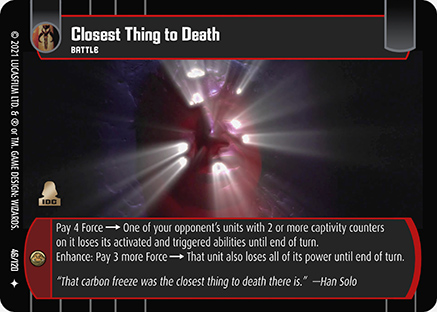 Closest Thing to Death
BATTLE
© 2021 LUCASFILM LTD. & ® or TM. GAME DESIGN: WIZARDS.
IDC
Pay 4 Force → One of your opponent's units with 2 or more captivity counters
on it loses its activated and triggered abilities until end of turn.
Enhance: Pay 3 more Force → That unit also loses all of its power until end of turn.
"That carbon freeze was the closest thing to death there is." —Han Solo